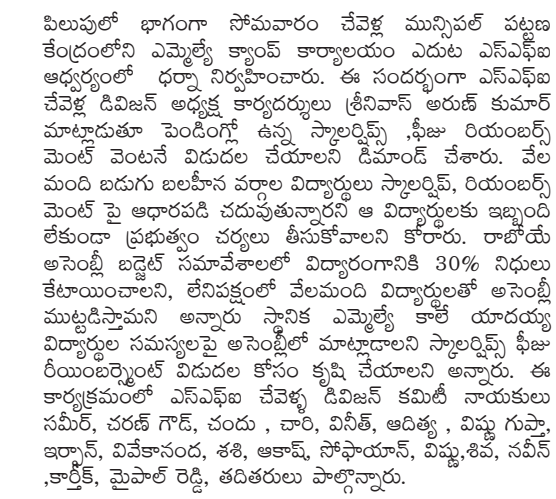 పిలుపులో భాగంగా సోమవారం చేవెళ్ల మున్సిపల్ పట్టణ
కేంద్రంలోని ఎమ్మెల్యే క్యాంప్ కార్యాలయం ఎదుట ఎస్ఎఫ్ఐ
ఆధ్వర్యంలో ధర్నా నిర్వహించారు. ఈ సందర్భంగా ఎస్ఎఫ్ఐ
చేవెళ్ల డివిజన్ అధ్యక్ష కార్యదర్శులు శ్రీనివాస్ అరుణ్ కుమార్
మాట్లాడుతూ పెండింగ్లో ఉన్న స్కాలర్షిప్స్ ,ఫీజు రియంబర్స్
మెంట్ వెంటనే విడుదల చేయాలని డిమాండ్ చేశారు. వేల
మంది బడుగు బలహీన వర్గాల విద్యార్థులు స్కాలర్షిప్, రియంబర్స్
మెంట్ పై ఆధారపడి చదువుతున్నారని ఆ విద్యార్థులకు ఇబ్బంది
లేకుండా ప్రభుత్వం చర్యలు తీసుకోవాలని కోరారు. రాబోయే
అసెంబ్లీ బడ్జెట్ సమావేశాలలో విద్యారంగానికి 30% నిధులు
కేటాయించాలని, లేనిపక్షంలో వేలమంది విద్యార్థులతో అసెంబ్లీ
ముట్టడిస్తామని అన్నారు స్థానిక ఎమ్మెల్యే కాలే యాదయ్య
విద్యార్థుల సమస్యలపై అసెంబ్లీలో మాట్లాడాలని స్కాలర్షిప్స్ ఫీజు
రీయింబర్స్మెంట్ విడుదల కోసం కృషి చేయాలని అన్నారు. ఈ
కార్యక్రమంలో ఎస్ఎఫ్ఐ చేవెళ్ళ డివిజన్ కమిటీ నాయకులు
సమీర్, చరణ్ గౌడ్, చందు , చారి, వినీత్, ఆదిత్య , విష్ణు గుప్తా,
ఇర్ఫాన్, వివేకానంద, శశి, ఆకాష్, సోఫాయాన్, విష్ణు,శివ, నవీన్
,కార్తీక్, మైపాల్ రెడ్డి, తదితరులు పాల్గొన్నారు.